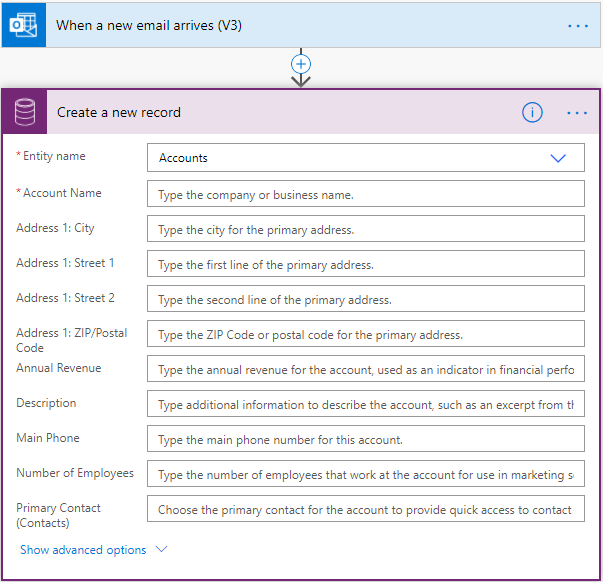 When a new email arrives (V3)
Create a new record
* Entity name
Accounts
* Account Name
Type the company or business name.
Address 1: City
Type the city for the primary address.
Address 1: Street 1
Type the first line of the primary address.
Address 1: Street 2
Type the second line of the primary address.
Address 1: ZIP/Postal
Code
Type the ZIP Code or postal code for the primary address.
Annual Revenue
Type the annual revenue for the account, used as an indicator in financial perfo
Description
Type additional information to describe the account, such as an excerpt from th
Main Phone
Type the main phone number for this account.
Number of Employees
Type the number of employees that work at the account for use in marketing s
Primary Contact
(Contacts)
Choose the primary contact for the account to provide quick access to contact
Show advanced options